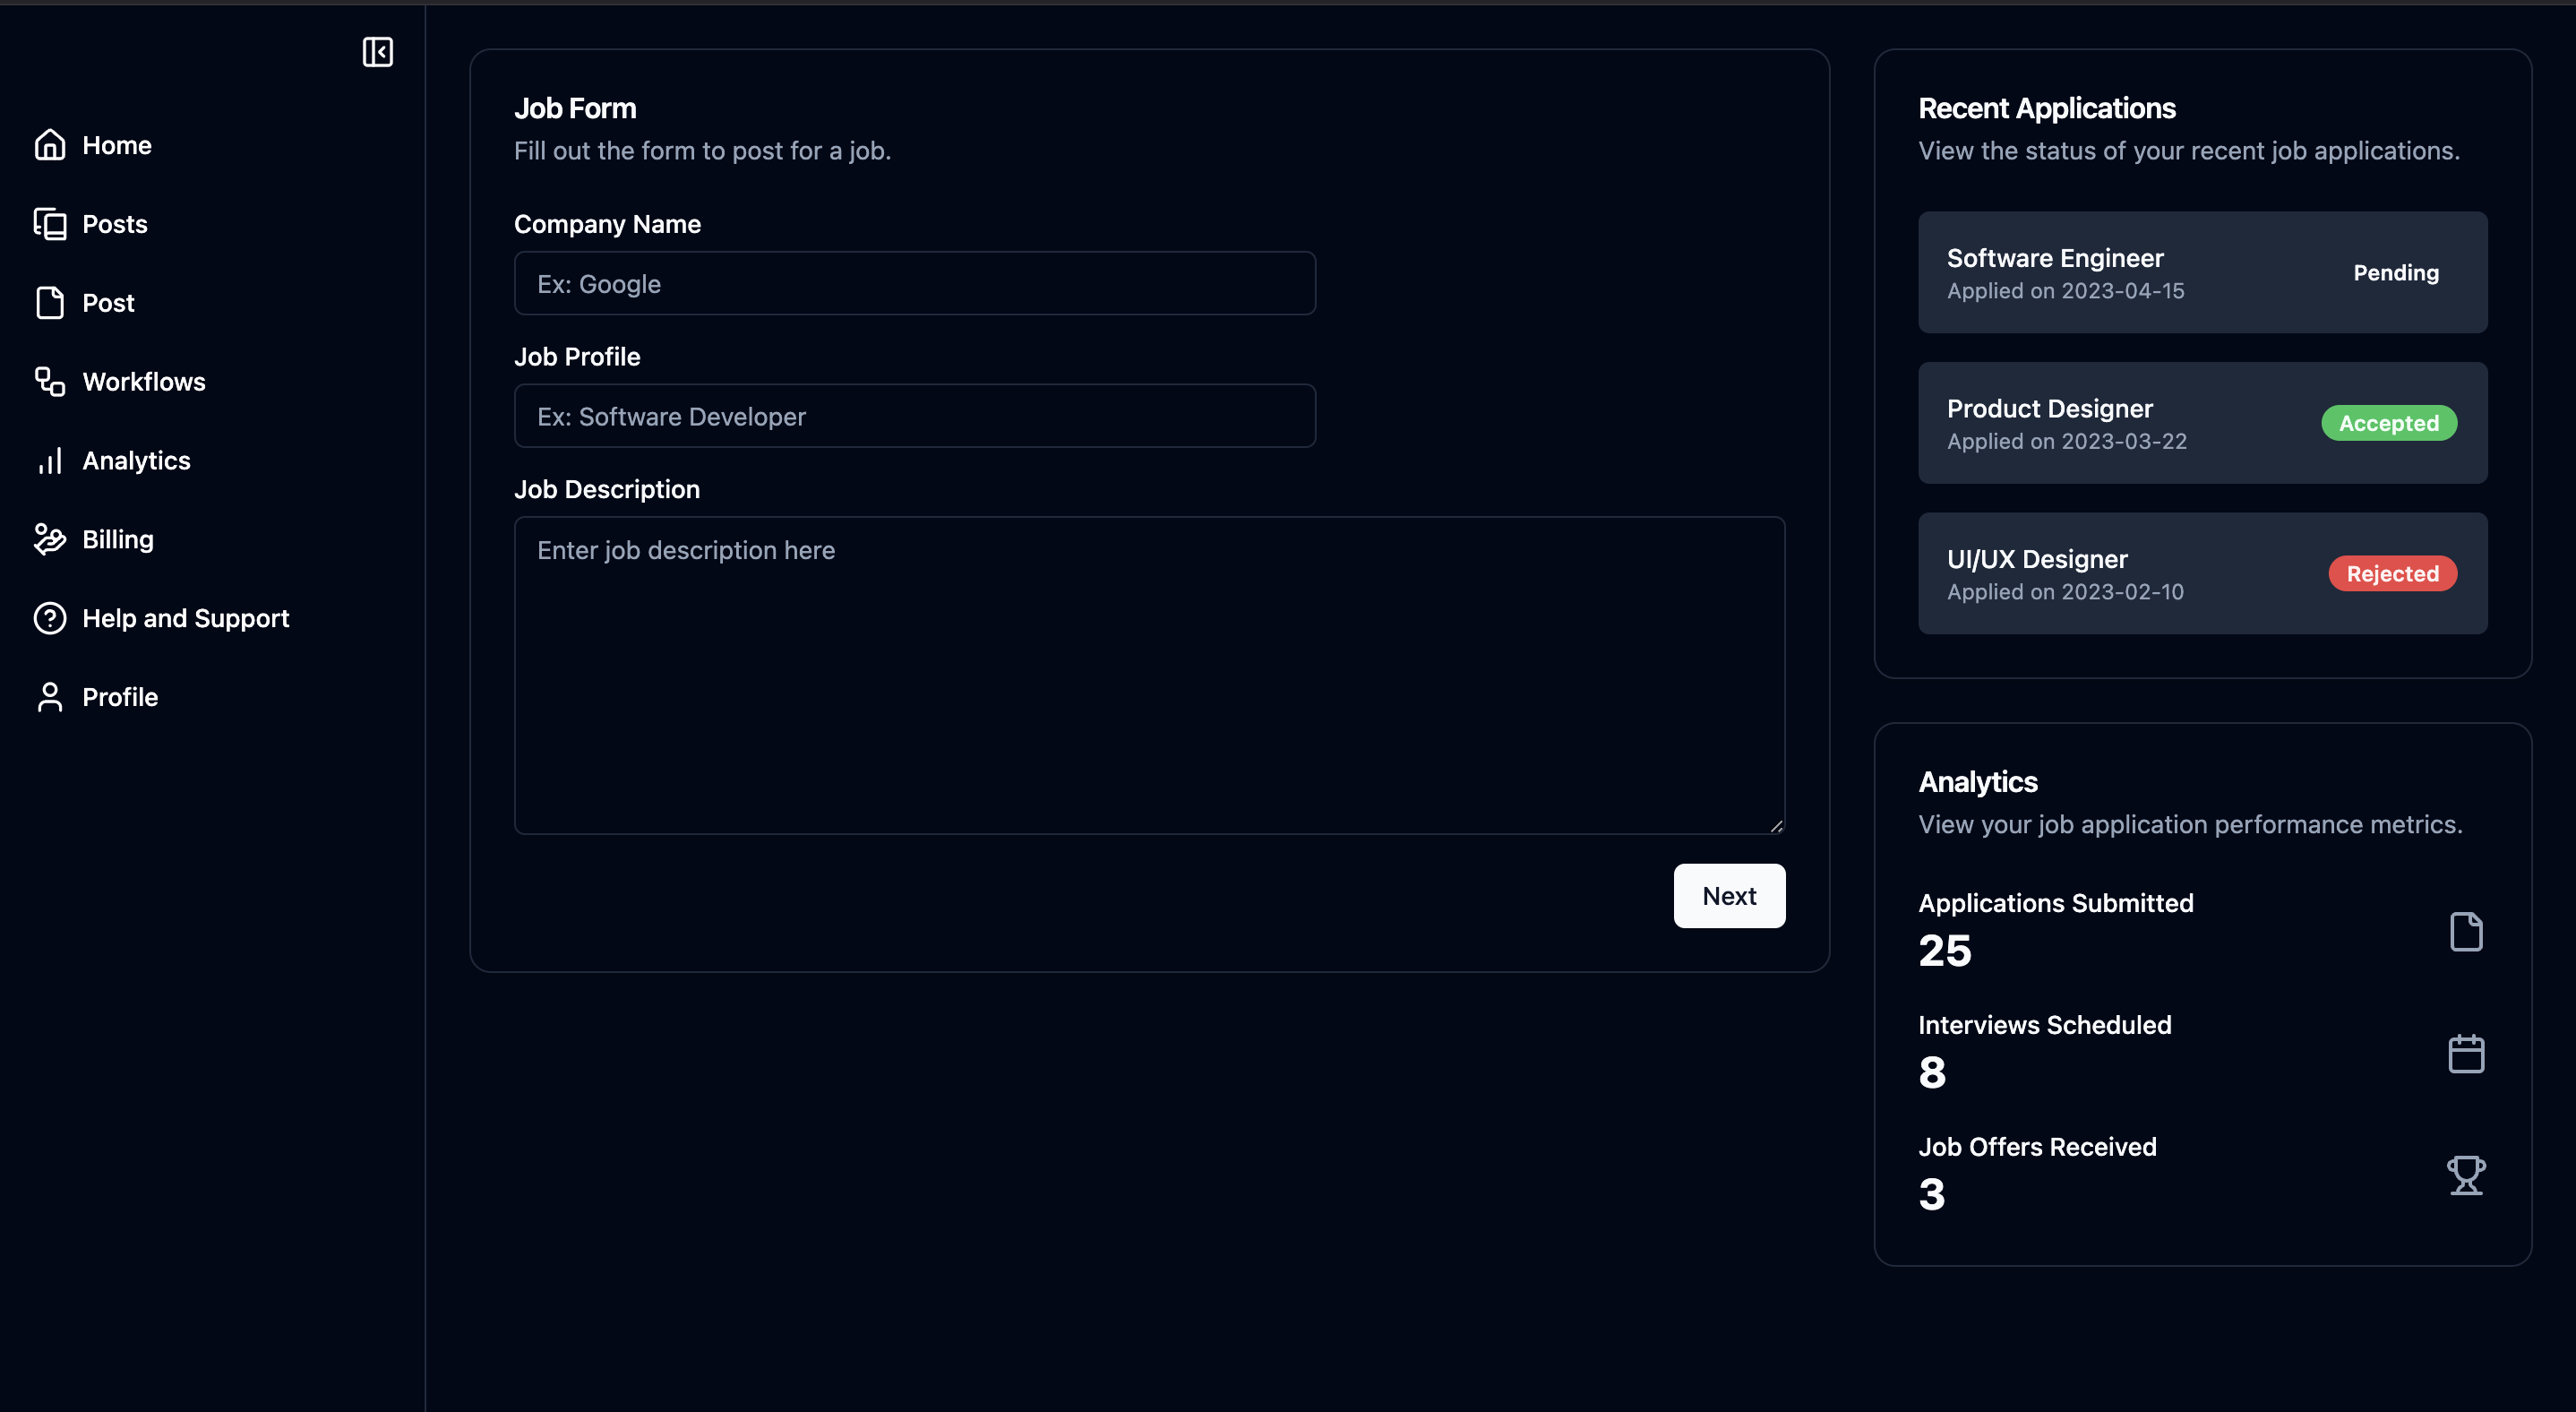 Home
Posts
Post
Workflows
Analytics
Billing
Help and Support
Profile
Job Form
Fill out the form to post for a job.
Company Name
Ex: Google
Job Profile
Ex: Software Developer
Job Description
Enter job description here
Next
Recent Applications
View the status of your recent job applications.
Software Engineer
Applied on 2023-04-15
Pending
Product Designer
Applied on 2023-03-22
Accepted
UI/UX Designer
Applied on 2023-02-10
Rejected
Analytics
View your job application performance metrics.
Applications Submitted
25
Interviews Scheduled
8
Job Offers Received
3